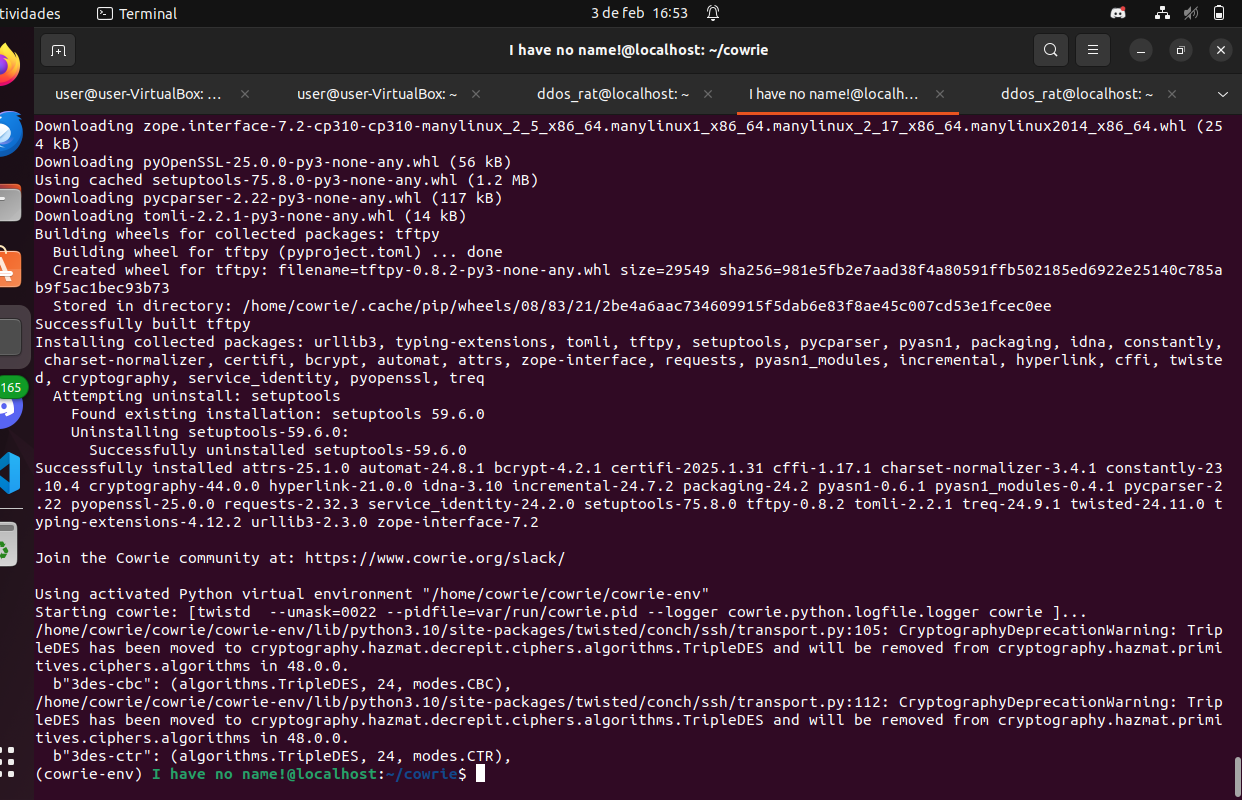 tividades Terminal 3 de feb 16:53
I have no name!@localhost: ~/cowrie
user@user-VirtualBox: ... user@user-VirtualBox: ~ ddos_rat@localhost: ~ I have no name!@localh... ddos_rat@localhost: ~
Downloading zope.interface-7.2-cp310-cp310-manylinux_2_5_x86_64.manylinux1_x86_64.manylinux_2_17_x86_64.manylinux2014_x86_64.whl (25
4 kB)
Downloading pyOpenSSL-25.0.0-py3-none-any.whl (56 kB)
Using cached setuptools-75.8.0-py3-none-any.whl (1.2 MB)
Downloading pycparser-2.22-py3-none-any.whl (117 kB)
Downloading tomli-2.2.1-py3-none-any.whl (14 kB)
Building wheels for collected packages: tftpy
  Building wheel for tftpy (pyproject.toml) ... done
  Created wheel for tftpy: filename=tftpy-0.8.2-py3-none-any.whl size=29549 sha256=981e5fb2e7aad38f4a80591ffb502185ed6922e25140c785a
b9f5ac1bec93b73
  Stored in directory: /home/cowrie/.cache/pip/wheels/08/83/21/2be4a6aac734609915f5dab6e83f8ae45c007cd53e1fcec0ee
Successfully built tftpy
Installing collected packages: urllib3, typing-extensions, tomli, tftpy, setuptools, pycparser, pyasn1, packaging, idna, constantly,
 charset-normalizer, certifi, bcrypt, automat, attrs, zope-interface, requests, pyasn1_modules, incremental, hyperlink, cffi, twiste
d, cryptography, service_identity, pyopenssl, treq
  Attempting uninstall: setuptools
    Found existing installation: setuptools 59.6.0
    Uninstalling setuptools-59.6.0:
      Successfully uninstalled setuptools-59.6.0
Successfully installed attrs-25.1.0 automat-24.8.1 bcrypt-4.2.1 certifi-2025.1.31 cffi-1.17.1 charset-normalizer-3.4.1 constantly-23
.10.4 cryptography-44.0.0 hyperlink-21.0.0 idna-3.10 incremental-24.7.2 packaging-24.2 pyasn1-0.6.1 pyasn1_modules-0.4.1 pycparser-2
.22 pyopenssl-25.0.0 requests-2.32.3 service_identity-24.2.0 setuptools-75.8.0 tftpy-0.8.2 tomli-2.2.1 treq-24.9.1 twisted-24.11.0 t
yping-extensions-4.12.2 urllib3-2.3.0 zope-interface-7.2
Join the Cowrie community at: https://www.cowrie.org/slack/
Using activated Python virtual environment "/home/cowrie/cowrie/cowrie-env"
Starting cowrie: [twistd  --umask=0022 --pidfile=var/run/cowrie.pid --logger cowrie.python.logfile.logger cowrie ]...
/home/cowrie/cowrie/cowrie-env/lib/python3.10/site-packages/twisted/conch/ssh/transport.py:105: CryptographyDeprecationWarning: Trip
leDES has been moved to cryptography.hazmat.decrepit.ciphers.algorithms.TripleDES and will be removed from cryptography.hazmat.primi
tives.ciphers.algorithms in 48.0.0.
  b"3des-cbc": (algorithms.TripleDES, 24, modes.CBC),
/home/cowrie/cowrie/cowrie-env/lib/python3.10/site-packages/twisted/conch/ssh/transport.py:112: CryptographyDeprecationWarning: Trip
leDES has been moved to cryptography.hazmat.decrepit.ciphers.algorithms.TripleDES and will be removed from cryptography.hazmat.primi
tives.ciphers.algorithms in 48.0.0.
  b"3des-ctr": (algorithms.TripleDES, 24, modes.CTR),
(cowrie-env) I have no name!@localhost:~/cowrie$
165